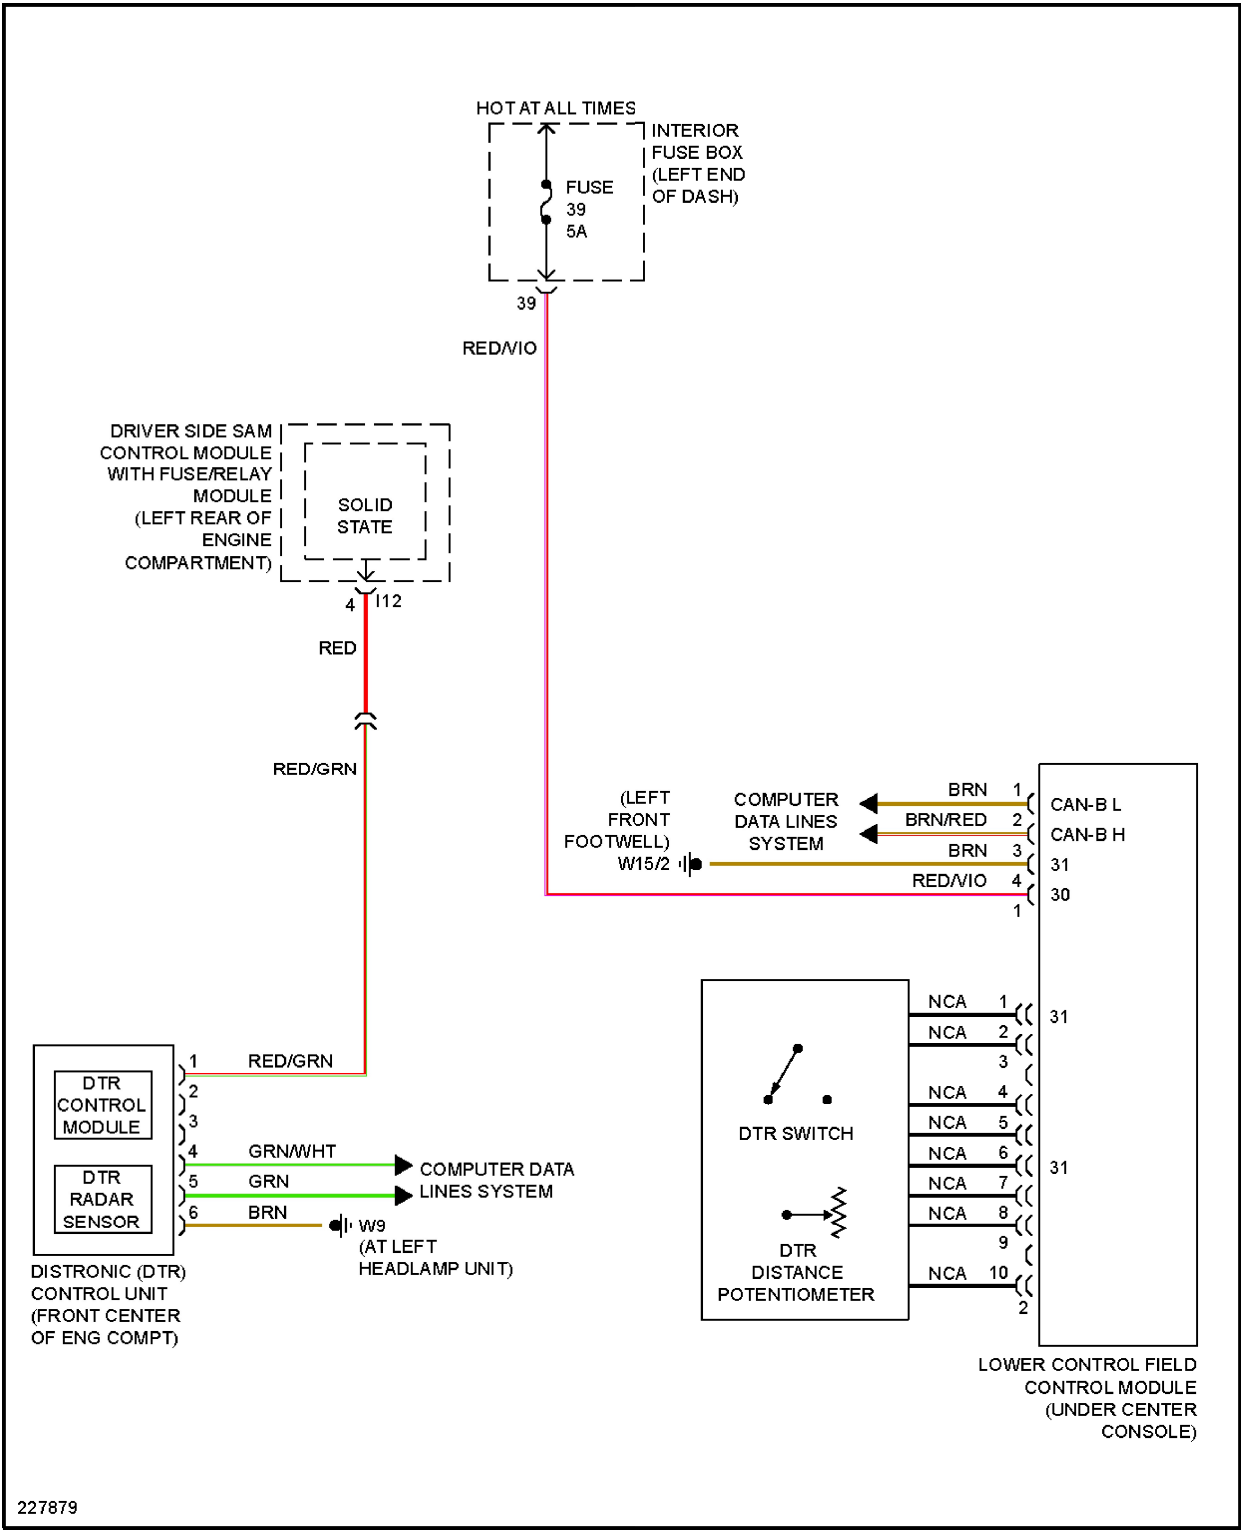 HOT AT ALL TIMES
INTERIOR
FUSE BOX
(LEFT END
OF DASH)
FUSE
39
5A
39
RED/VIO
DRIVER SIDE SAM
CONTROL MODULE
WITH FUSE/RELAY
MODULE
(LEFT REAR OF
ENGINE
COMPARTMENT)
SOLID
STATE
4 I12
RED
RED/GRN
(LEFT
FRONT
FOOTWELL)
W15/2
COMPUTER
DATA LINES
SYSTEM
BRN 1 CAN-B L
BRN/RED 2 CAN-B H
BRN 3 31
RED/VIO 4 30
1
NCA 1 31
NCA 2
3
NCA 4
NCA 5
NCA 6 31
NCA 7
NCA 8
9
NCA 10
2
DTR SWITCH
DTR
DISTANCE
POTENTIOMETER
LOWER CONTROL FIELD
CONTROL MODULE
(UNDER CENTER
CONSOLE)
DTR
CONTROL
MODULE
DTR
RADAR
SENSOR
1 RED/GRN
2
3
4 GRN/WHT
5 GRN
6 BRN
COMPUTER DATA
LINES SYSTEM
W9
(AT LEFT
HEADLAMP UNIT)
DISTRONIC (DTR)
CONTROL UNIT
(FRONT CENTER
OF ENG COMPT)
227879